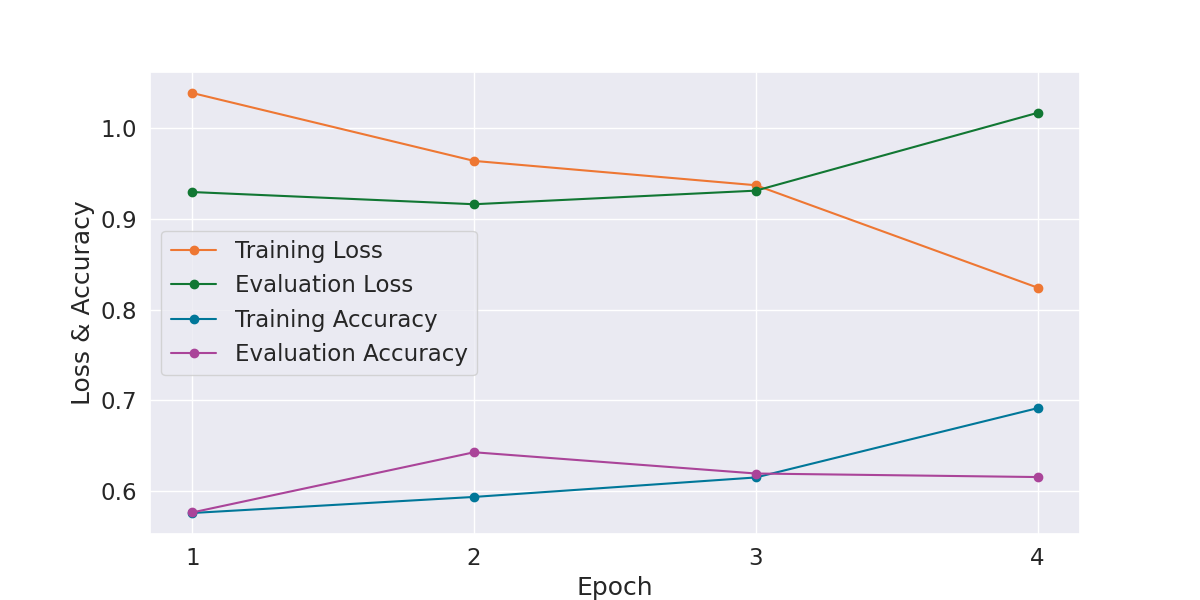 1.0
0.9
0.8
0.7
0.6
Loss & Accuracy
Training Loss
Evaluation Loss
Training Accuracy
Evaluation Accuracy
1 2 3 4
Epoch